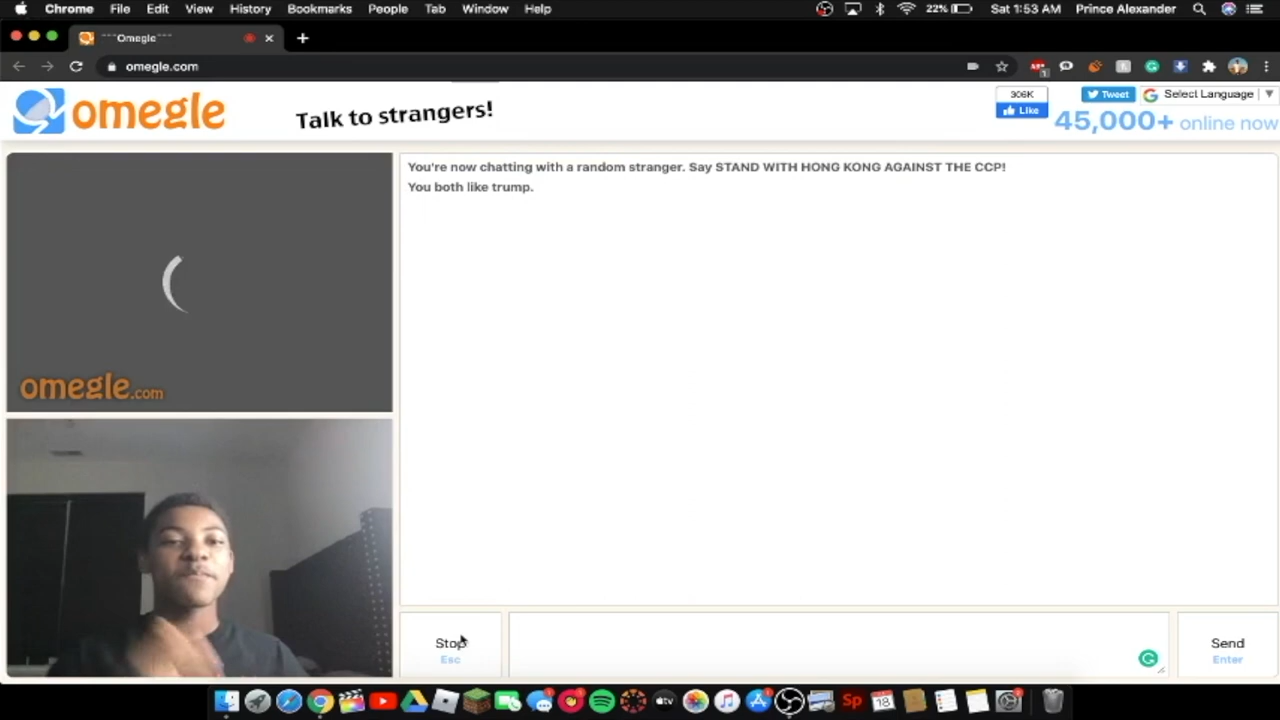 Chrome File Edit View History Bookmarks People Tab Window Help 22% Sat 1:53 AM Prince Alexander
Omegle
omegle.com
omegle
Talk to strangers!
306K
Like
Tweet
Select Language
45,000+ online now
You're now chatting with a random stranger. Say STAND WITH HONG KONG AGAINST THE CCP!
You both like trump.
omegle.com
Stop
Esc
Send
Enter